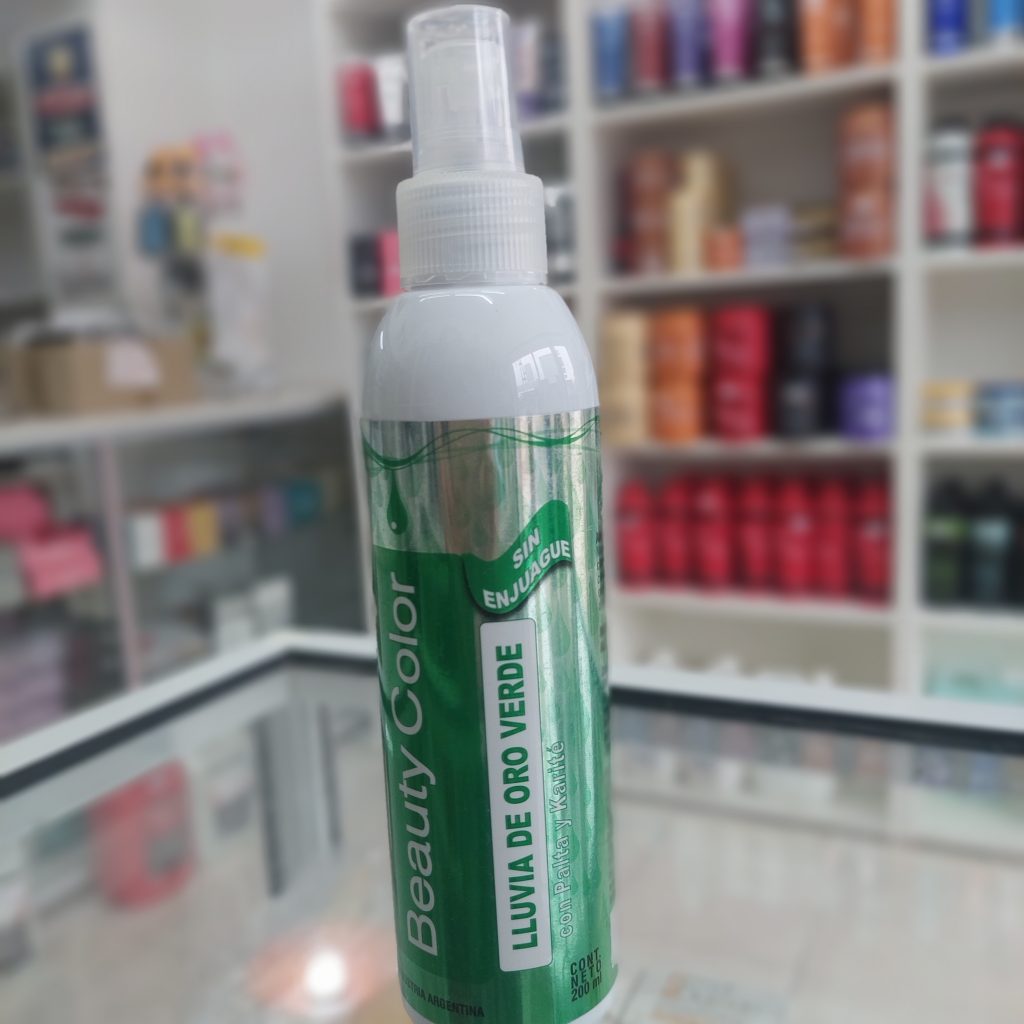 SIN
ENJUAGUE
Beauty Color
LLUVIA DE ORO VERDE
con Palta y Karité
CONT.
NETO
200 ml
ARGENTINA